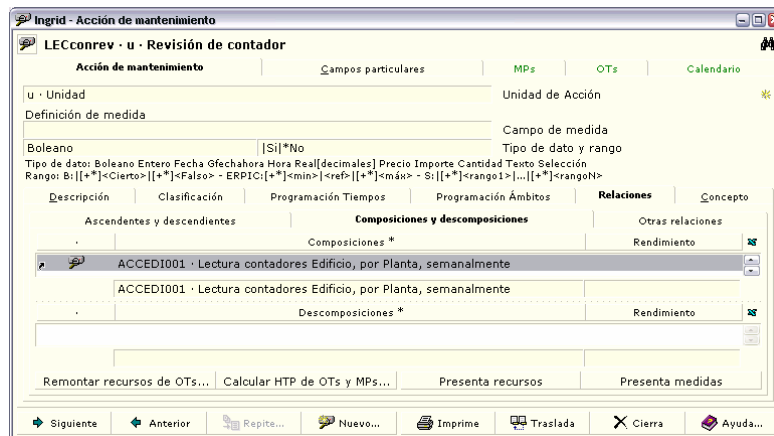 Ingrid - Acción de mantenimiento
LECconrev · u · Revisión de contador
Acción de mantenimiento Campos particulares MPs OTs Calendario
u · Unidad Unidad de Acción
Definición de medida
Campo de medida
Boleano |Si|*No Tipo de dato y rango
Tipo de dato: Boleano Entero Fecha Gfechahora Hora Real[decimales] Precio Importe Cantidad Texto Selección
Rango: B:|[+*]<Cierto>|[+*]<Falso> - ERPIC:[+*]<min>|<ref>|[+*]<máx> - S:|[+*]<rango1>|...|[+*]<rangoN>
Descripción Clasificación Programación Tiempos Programación Ámbitos Relaciones Concepto
Ascendentes y descendientes Composiciones y descomposiciones Otras relaciones
· Composiciones * Rendimiento
ACCEDI001 · Lectura contadores Edificio, por Planta, semanalmente
ACCEDI001 · Lectura contadores Edificio, por Planta, semanalmente
· Descomposiciones * Rendimiento
Remontar recursos de OTs... Calcular HTP de OTs y MPs... Presenta recursos Presenta medidas
Siguiente Anterior Repite... Nuevo... Imprime Traslada Cierra Ayuda...